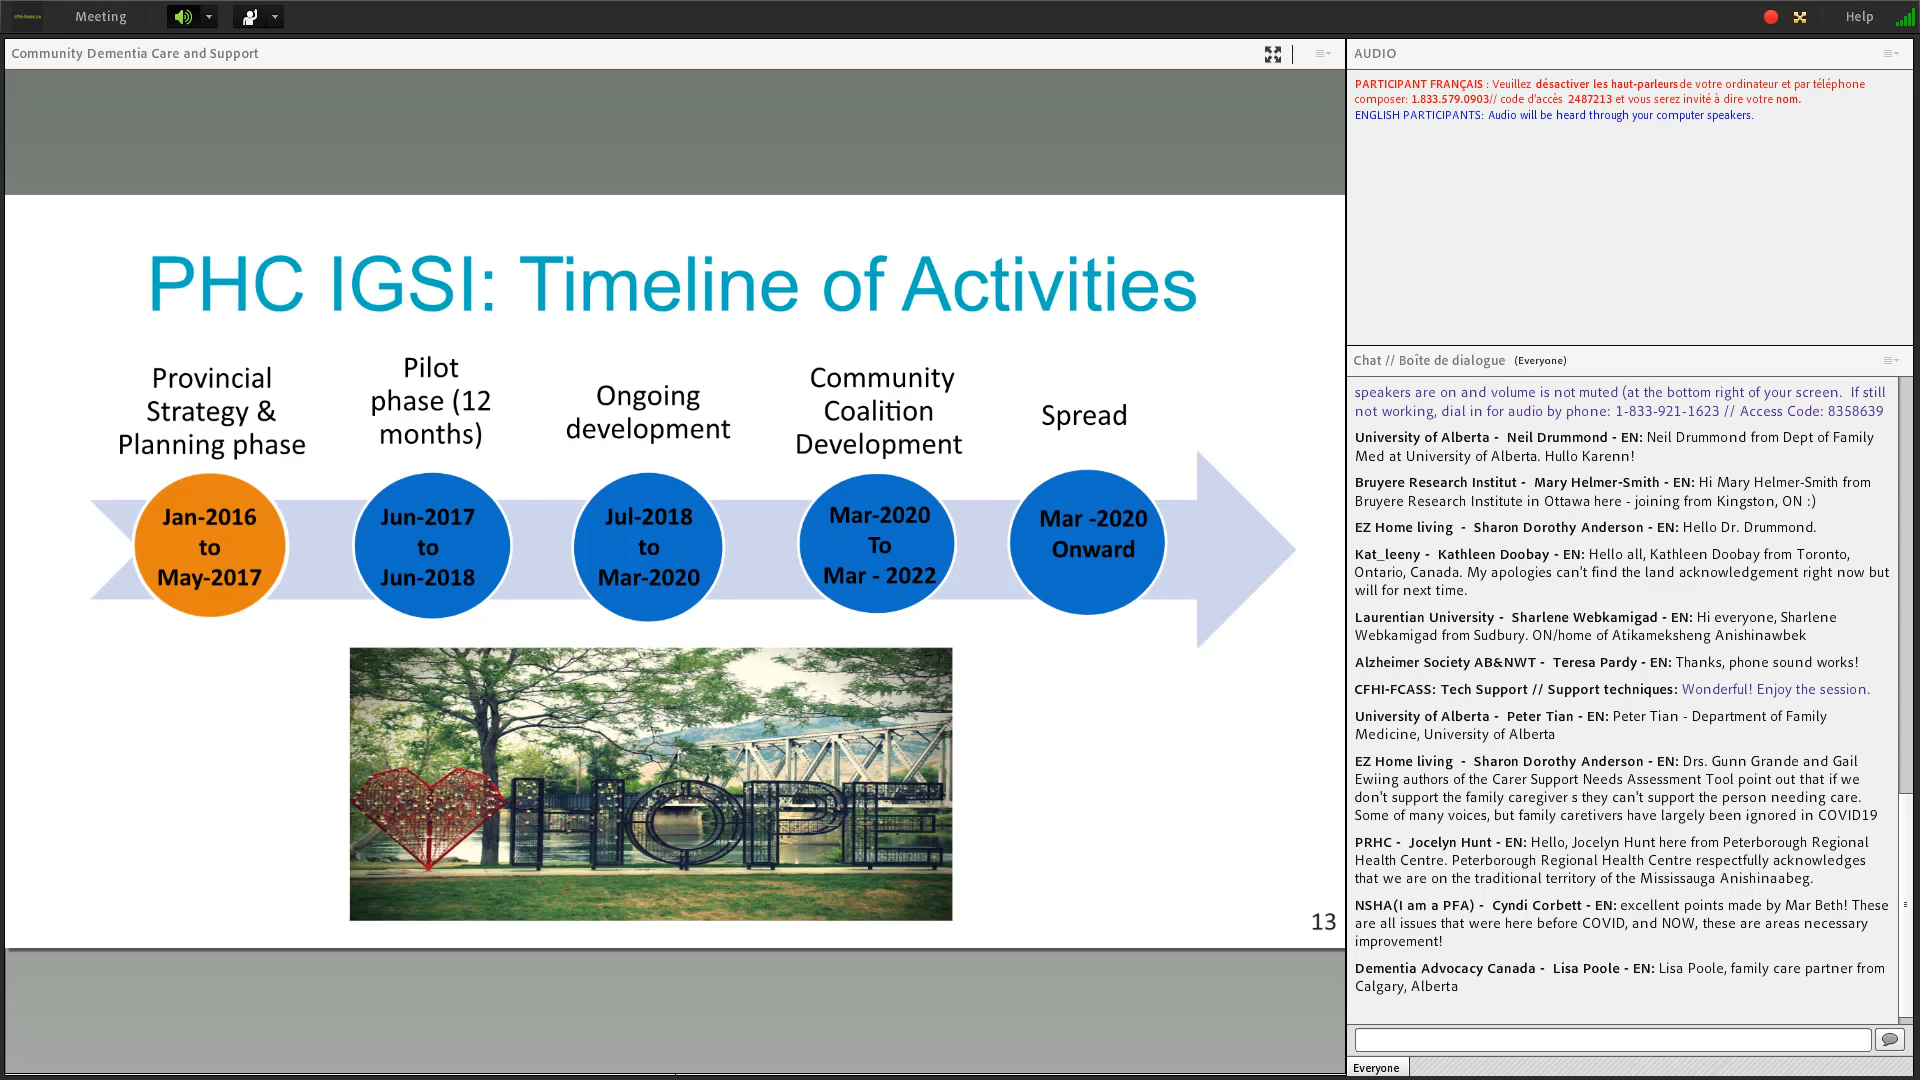 Meeting
Help
Community Dementia Care and Support
PHC IGSI: Timeline of Activities
Provincial
Strategy &
Planning phase
Pilot
phase (12
months)
Ongoing
development
Community
Coalition
Development
Spread
Jan-2016
to
May-2017
Jun-2017
to
Jun-2018
Jul-2018
to
Mar-2020
Mar-2020
To
Mar - 2022
Mar -2020
Onward
HOPE
13
AUDIO
PARTICIPANT FRANÇAIS : Veuillez désactiver les haut-parleurs de votre ordinateur et par téléphone
composer: 1.833.579.0903// code d'accès 2487213 et vous serez invité à dire votre nom.
ENGLISH PARTICIPANTS: Audio will be heard through your computer speakers.
Chat // Boîte de dialogue (Everyone)
speakers are on and volume is not muted (at the bottom right of your screen. If still
not working, dial in for audio by phone: 1-833-921-1623 // Access Code: 8358639
University of Alberta - Neil Drummond - EN: Neil Drummond from Dept of Family
Med at University of Alberta. Hullo Karenn!
Bruyere Research Institut - Mary Helmer-Smith - EN: Hi Mary Helmer-Smith from
Bruyere Research Institute in Ottawa here - joining from Kingston, ON :)
EZ Home living - Sharon Dorothy Anderson - EN: Hello Dr. Drummond.
Kat_leeny - Kathleen Doobay - EN: Hello all, Kathleen Doobay from Toronto,
Ontario, Canada. My apologies can't find the land acknowledgement right now but
will for next time.
Laurentian University - Sharlene Webkamigad - EN: Hi everyone, Sharlene
Webkamigad from Sudbury. ON/home of Atikameksheng Anishinawbek
Alzheimer Society AB&NWT - Teresa Pardy - EN: Thanks, phone sound works!
CFHI-FCASS: Tech Support // Support techniques: Wonderful! Enjoy the session.
University of Alberta - Peter Tian - EN: Peter Tian - Department of Family
Medicine, University of Alberta
EZ Home living - Sharon Dorothy Anderson - EN: Drs. Gunn Grande and Gail
Ewiing authors of the Carer Support Needs Assessment Tool point out that if we
don't support the family caregiver s they can't support the person needing care.
Some of many voices, but family caretivers have largely been ignored in COVID19
PRHC - Jocelyn Hunt - EN: Hello, Jocelyn Hunt here from Peterborough Regional
Health Centre. Peterborough Regional Health Centre respectfully acknowledges
that we are on the traditional territory of the Mississauga Anishinaabeg.
NSHA(I am a PFA) - Cyndi Corbett - EN: excellent points made by Mar Beth! These
are all issues that were here before COVID, and NOW, these are areas necessary
improvement!
Dementia Advocacy Canada - Lisa Poole - EN: Lisa Poole, family care partner from
Calgary, Alberta
Everyone